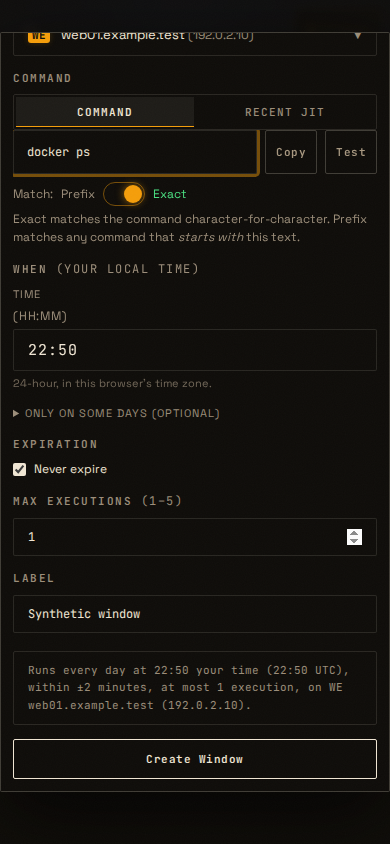 WE web01.example.test (192.0.2.10) ▼
COMMAND
COMMAND RECENT JIT
docker ps Copy Test
Match: Prefix Exact
Exact matches the command character-for-character. Prefix
matches any command that starts with this text.
WHEN (YOUR LOCAL TIME)
TIME
(HH:MM)
22:50
24-hour, in this browser's time zone.
▶ ONLY ON SOME DAYS (OPTIONAL)
EXPIRATION
Never expire
MAX EXECUTIONS (1–5)
1
LABEL
Synthetic window
Runs every day at 22:50 your time (22:50 UTC),
within ±2 minutes, at most 1 execution, on WE
web01.example.test (192.0.2.10).
Create Window